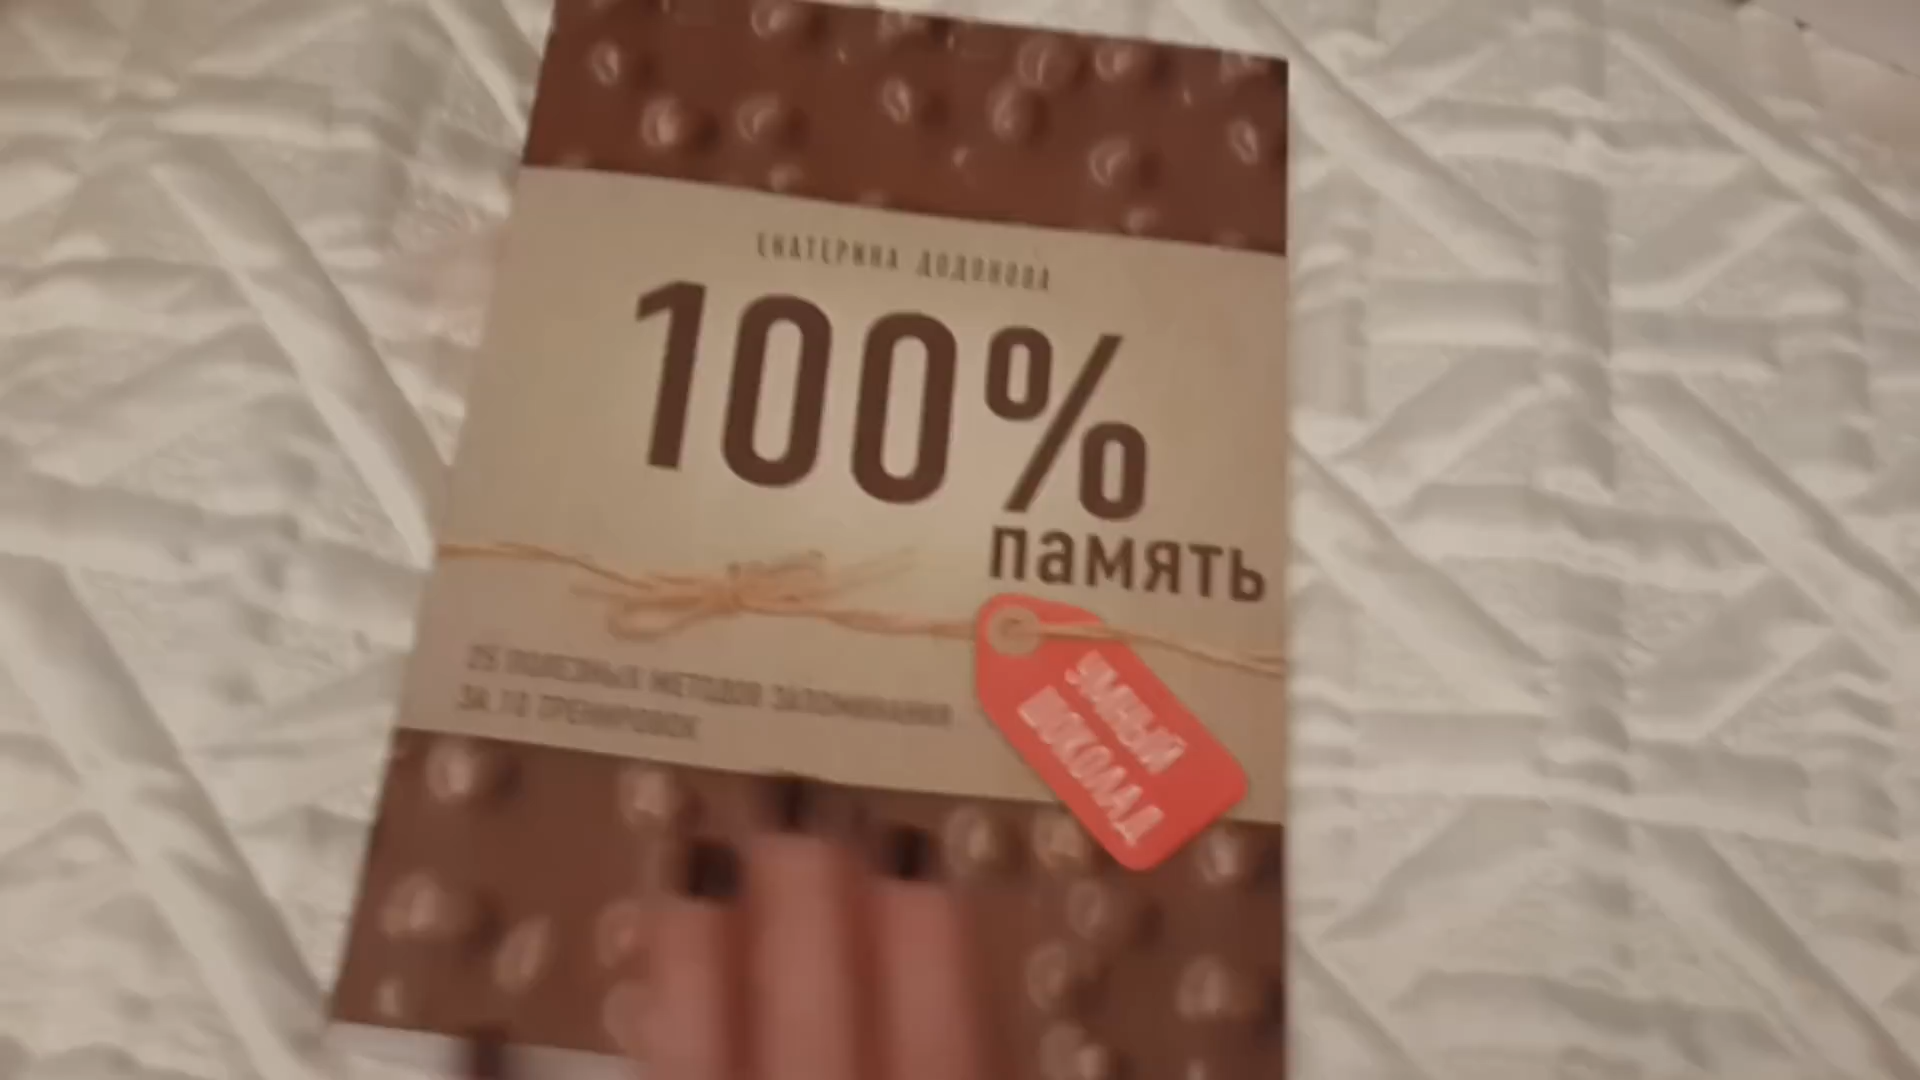 ЕКАТЕРИНА ДОДОНОВА
100%
память
25 ПОЛЕЗНЫХ МЕТОДОВ ЗАПОМИНАНИЯ
ЗА 10 ТРЕНИРОВОК
УМНЫЙ
ШОКОЛАД